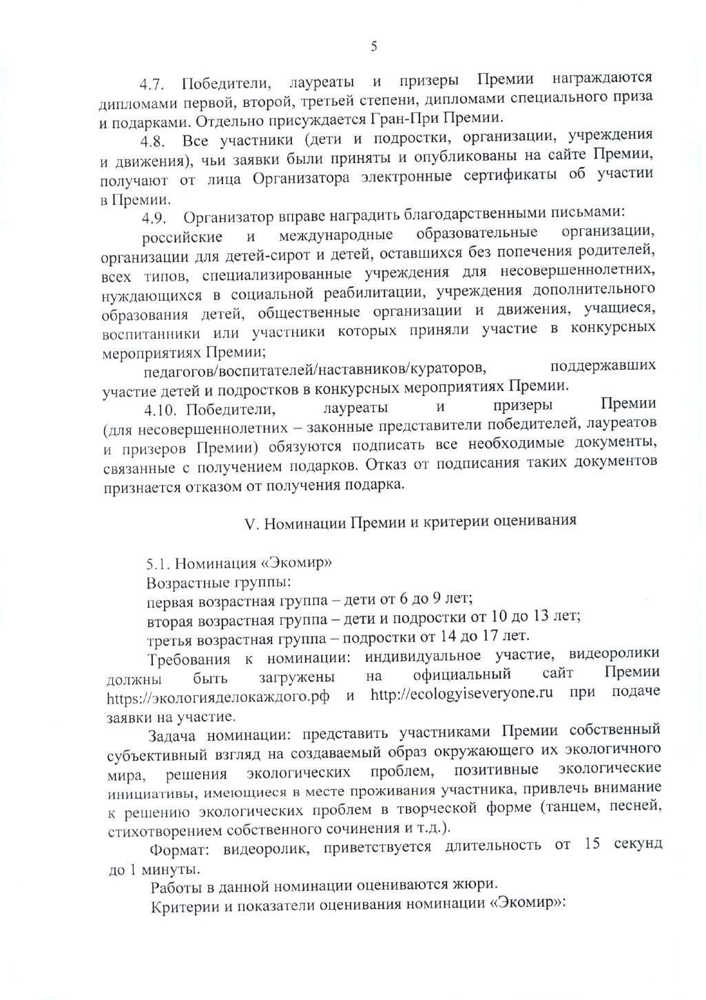 5
4.7. Победители, лауреаты и призеры Премии награждаются
дипломами первой, второй, третьей степени, дипломами специального приза
и подарками. Отдельно присуждается Гран-При Премии.
4.8. Все участники (дети и подростки, организации, учреждения
и движения), чьи заявки были приняты и опубликованы на сайте Премии,
получают от лица Организатора электронные сертификаты об участии
в Премии.
4.9. Организатор вправе наградить благодарственными письмами:
российские и международные образовательные организации,
организации для детей-сирот и детей, оставшихся без попечения родителей,
всех типов, специализированные учреждения для несовершеннолетних,
нуждающихся в социальной реабилитации, учреждения дополнительного
образования детей, общественные организации и движения, учащиеся,
воспитанники или участники которых приняли участие в конкурсных
мероприятиях Премии;
педагогов/воспитателей/наставников/кураторов, поддержавших
участие детей и подростков в конкурсных мероприятиях Премии.
4.10. Победители, лауреаты и призеры Премии
(для несовершеннолетних – законные представители победителей, лауреатов
и призеров Премии) обязуются подписать все необходимые документы,
связанные с получением подарков. Отказ от подписания таких документов
признается отказом от получения подарка.
V. Номинации Премии и критерии оценивания
5.1. Номинация «Экомир»
Возрастные группы:
первая возрастная группа – дети от 6 до 9 лет;
вторая возрастная группа – дети и подростки от 10 до 13 лет;
третья возрастная группа – подростки от 14 до 17 лет.
Требования к номинации: индивидуальное участие, видеоролики
должны быть загружены на официальный сайт Премии
https://экологияделокаждого.рф и http://ecologyiseveryone.ru при подаче
заявки на участие.
Задача номинации: представить участниками Премии собственный
субъективный взгляд на создаваемый образ окружающего их экологичного
мира, решения экологических проблем, позитивные экологические
инициативы, имеющиеся в месте проживания участника, привлечь внимание
к решению экологических проблем в творческой форме (танцем, песней,
стихотворением собственного сочинения и т.д.).
Формат: видеоролик, приветствуется длительность от 15 секунд
до 1 минуты.
Работы в данной номинации оцениваются жюри.
Критерии и показатели оценивания номинации «Экомир»: